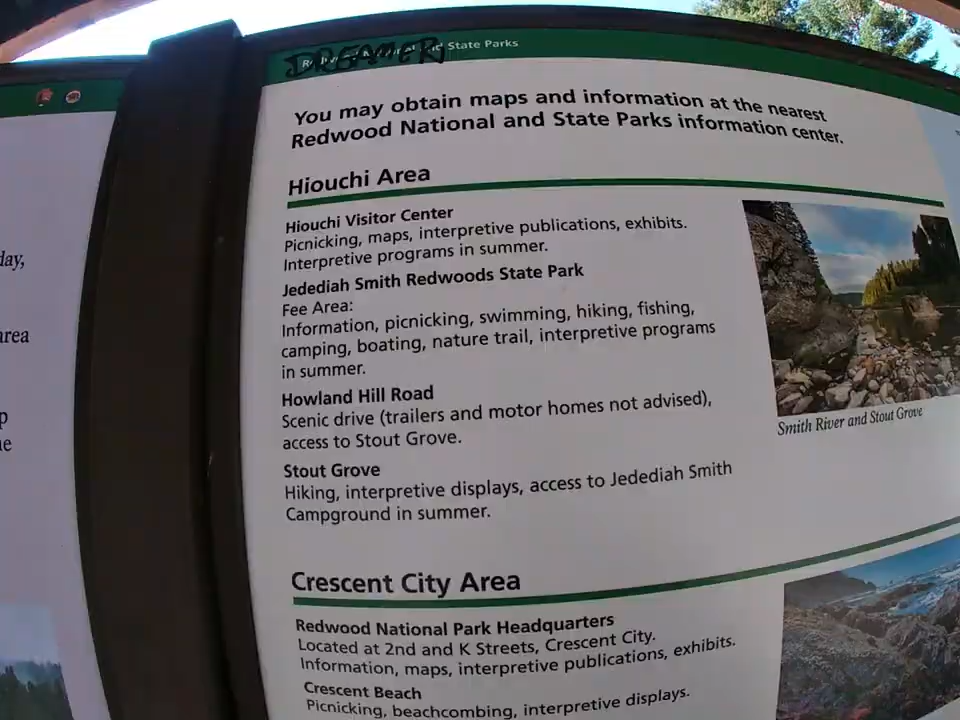 day,
area
DREAMER
State Parks
You may obtain maps and information at the nearest
Redwood National and State Parks information center.
Hiouchi Area
Hiouchi Visitor Center
Picnicking, maps, interpretive publications, exhibits.
Interpretive programs in summer.
Jedediah Smith Redwoods State Park
Fee Area:
Information, picnicking, swimming, hiking, fishing,
camping, boating, nature trail, interpretive programs
in summer.
Howland Hill Road
Scenic drive (trailers and motor homes not advised),
access to Stout Grove.
Stout Grove
Hiking, interpretive displays, access to Jedediah Smith
Campground in summer.
Smith River and Stout Grove
Crescent City Area
Redwood National Park Headquarters
Located at 2nd and K Streets, Crescent City.
Information, maps, interpretive publications, exhibits.
Crescent Beach
Picnicking, beachcombing, interpretive displays.